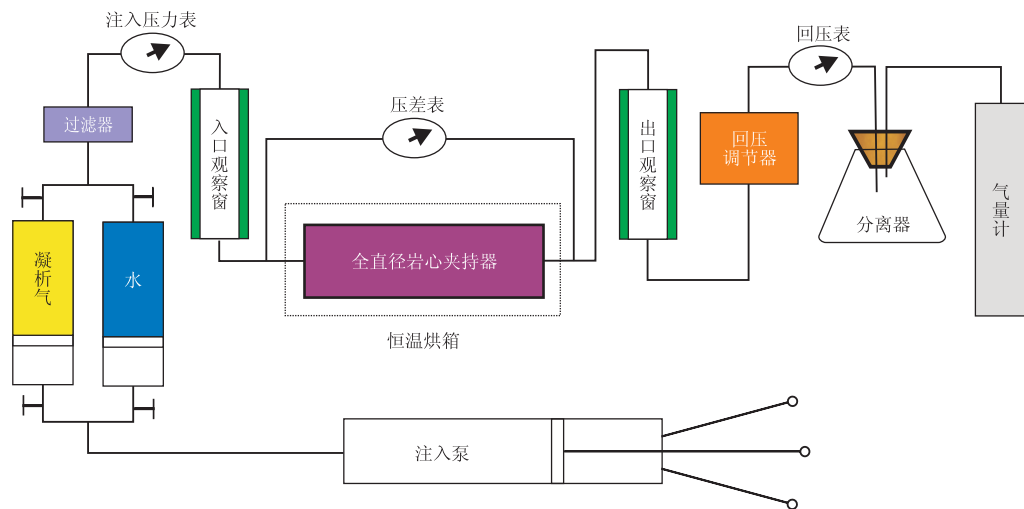 注入压力表
回压表
压差表
过滤器
入口观察窗
出口观察窗
回压
调节器
气量计
分离器
凝析气
水
全直径岩心夹持器
恒温烘箱
注入泵